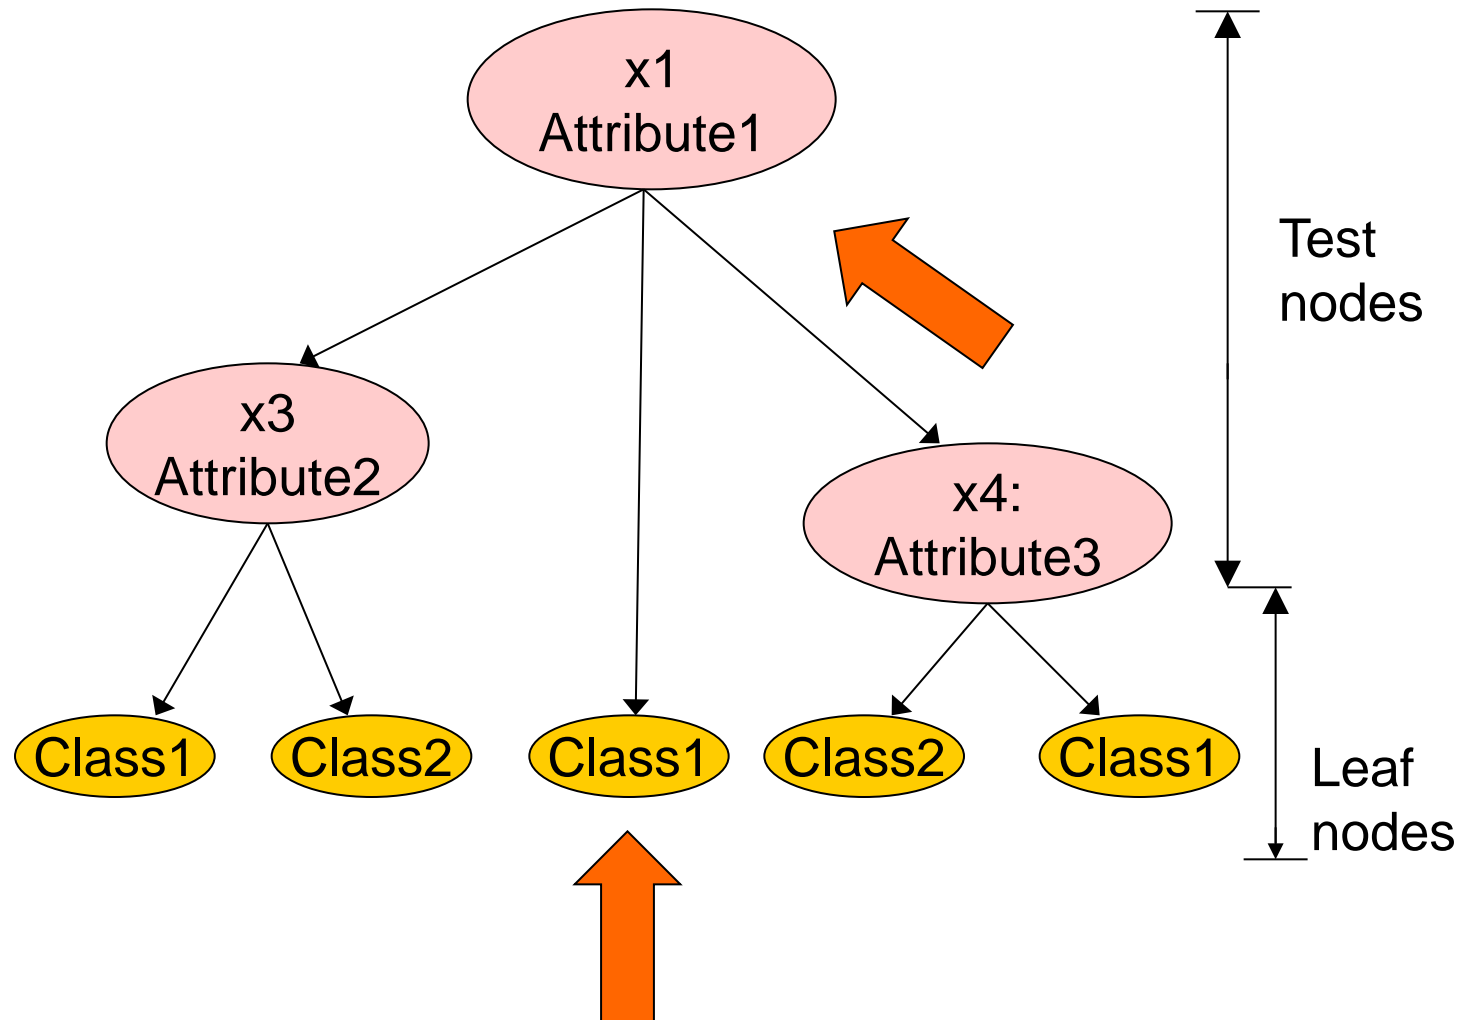 x1
Attribute1
Test
nodes
x3
Attribute2
x4:
Attribute3
Class1
Class2
Class1
Class2
Class1
Leaf
nodes